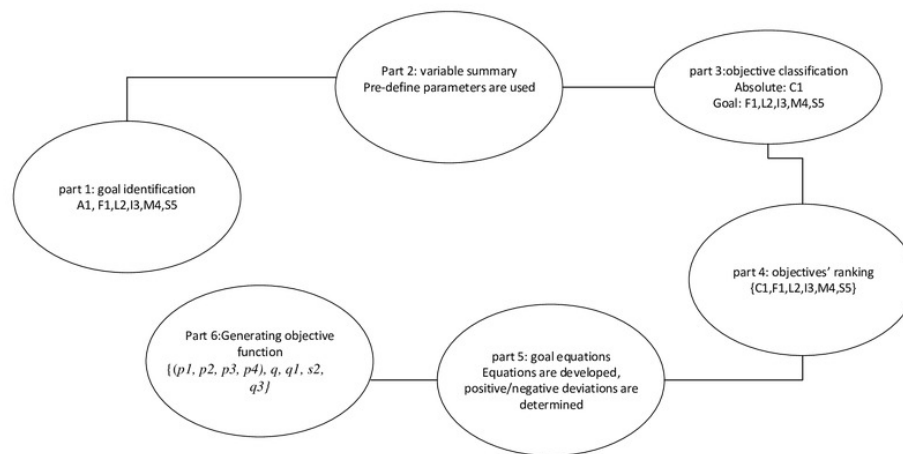 part 1: goal identification
A1, F1,L2,I3,M4,S5
Part 2: variable summary
Pre-define parameters are used
part 3:objective classification
Absolute: C1
Goal: F1,L2,I3,M4,S5
part 4: objectives' ranking
{C1,F1,L2,I3,M4,S5}
part 5: goal equations
Equations are developed,
positive/negative deviations are
determined
Part 6:Generating objective
function
{(p1, p2, p3, p4), q, q1, s2,
q3}